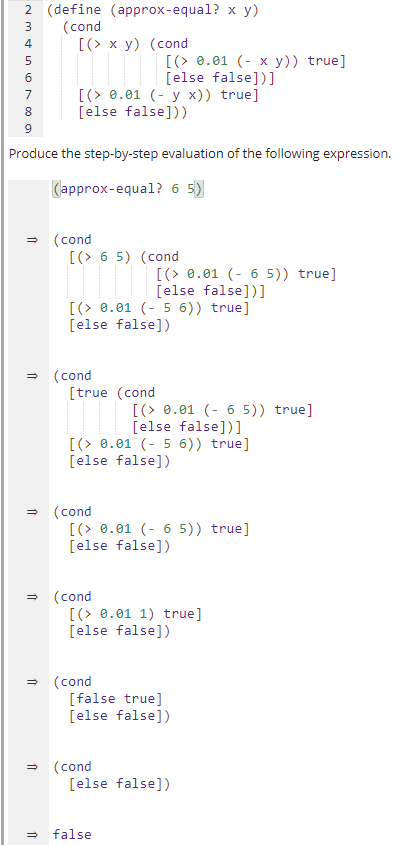 2 (define (approx-equal? x y)
3 (cond
4 [(> x y) (cond
5 [(> 0.01 (- x y)) true]
6 [else false])]
7 [(> 0.01 (- y x)) true]
8 [else false]))
9
Produce the step-by-step evaluation of the following expression.
(approx-equal? 6 5)
⇒ (cond
[(> 6 5) (cond
[(> 0.01 (- 6 5)) true]
[else false])]
[(> 0.01 (- 5 6)) true]
[else false])
⇒ (cond
[true (cond
[(> 0.01 (- 6 5)) true]
[else false])]
[(> 0.01 (- 5 6)) true]
[else false])
⇒ (cond
[(> 0.01 (- 6 5)) true]
[else false])
⇒ (cond
[(> 0.01 1) true]
[else false])
⇒ (cond
[false true]
[else false])
⇒ (cond
[else false])
⇒ false